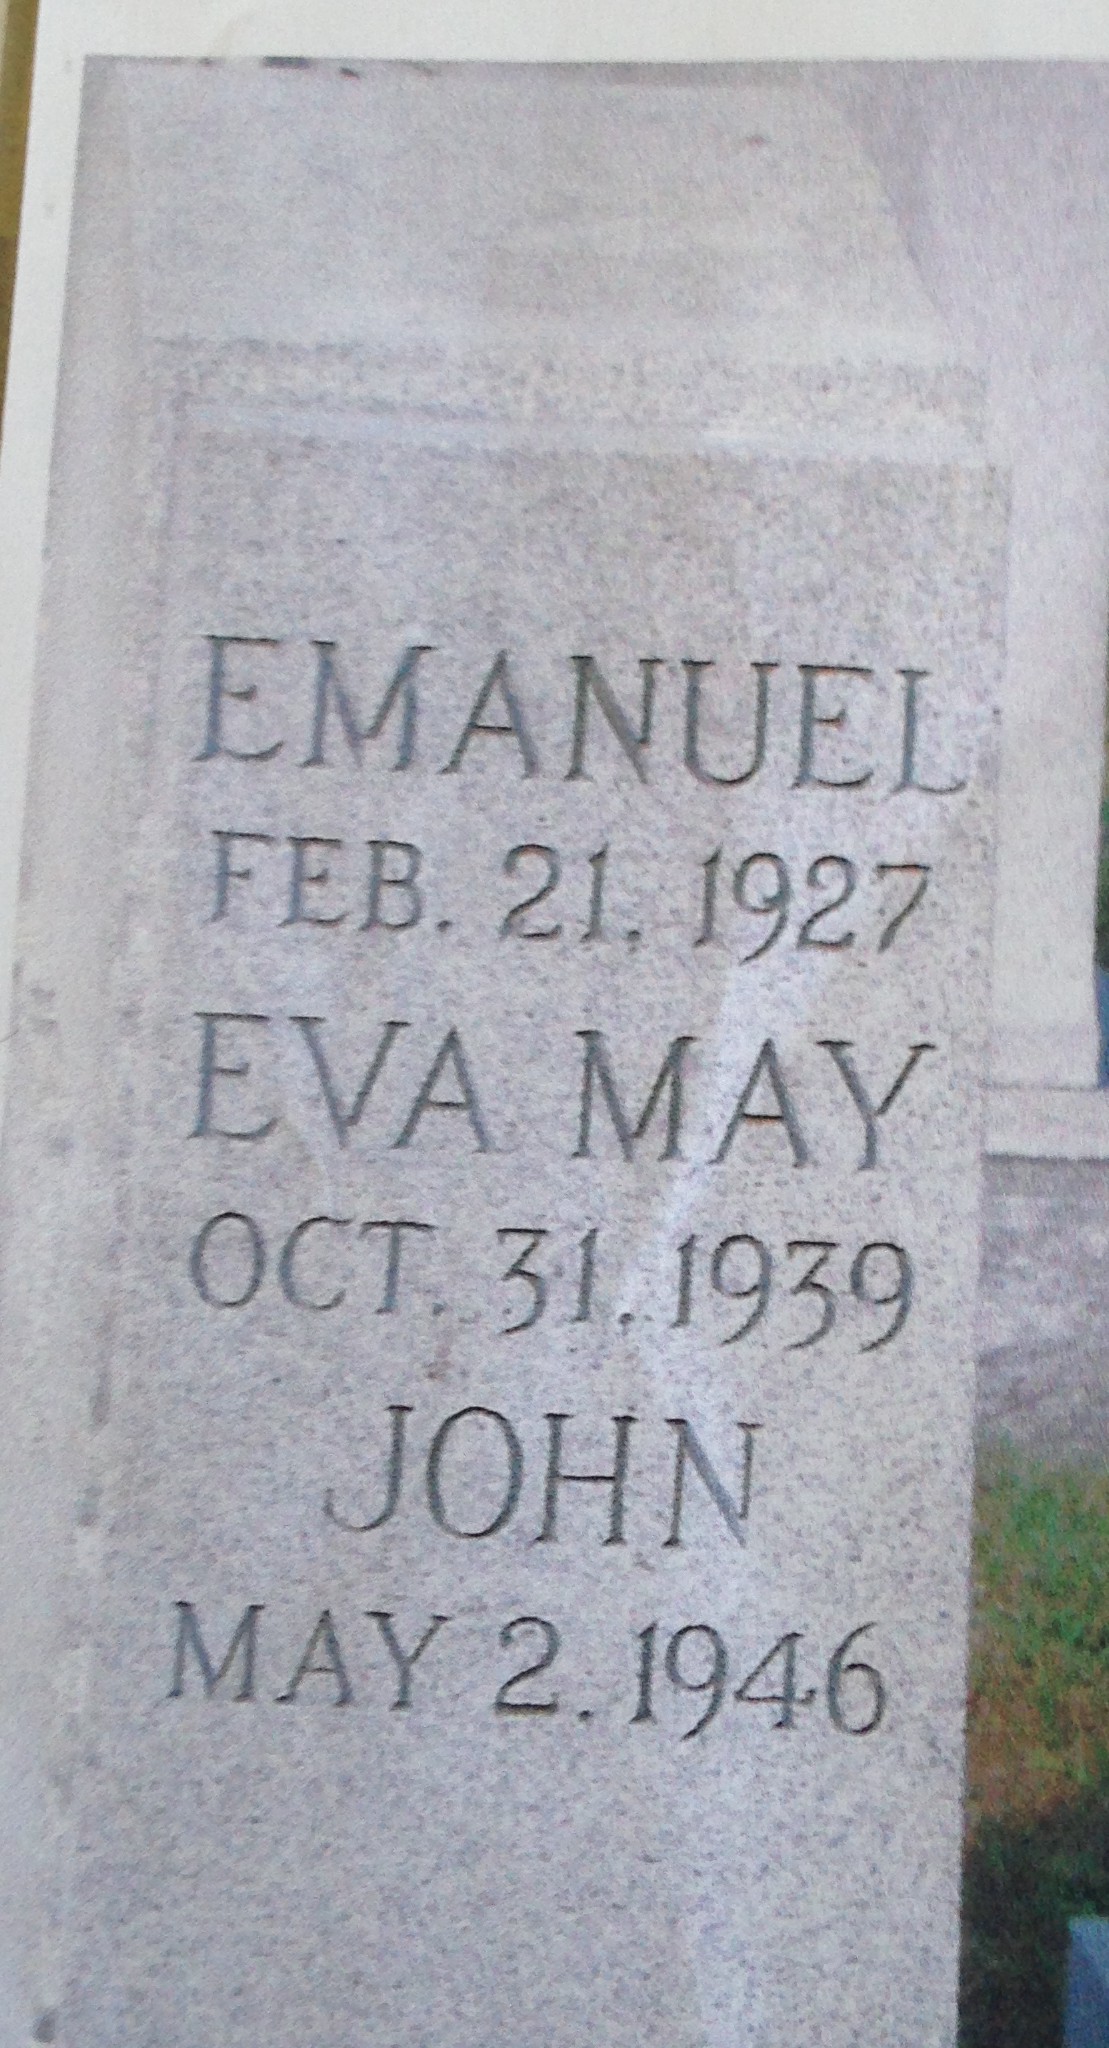 EMANUEL
FEB. 21, 1927
EVA MAY
OCT. 31, 1939
JOHN
MAY 2, 1946